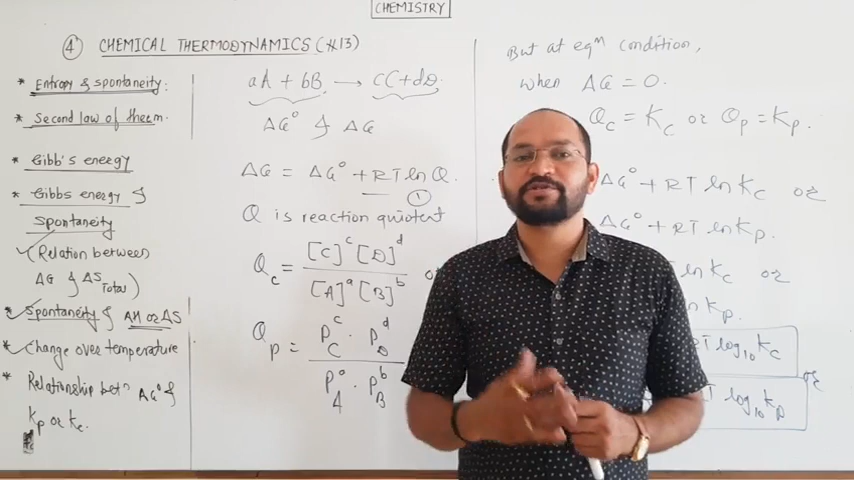 CHEMISTRY
4 CHEMICAL THERMODYNAMICS (#13)
* Entropy & spontaneity:
* Second law of therm.
* Gibb's energy
* Gibbs energy &
spontaneity
(Relation between
ΔG & ΔS Total)
* Spontaneity & ΔH or ΔS
* Change over temperature
* Relationship betn ΔG° &
Kp or Kc.
aA + bB → cC + dD.
ΔG° & ΔG
ΔG = ΔG° + RT ln Q.
1
Q is reaction quotient
Qc = [C]^c [D]^d / [A]^a [B]^b or
Qp = P_C^c . P_D^d / P_A^a . P_B^b
But at eqm condition,
when ΔG = 0.
Qc = Kc or Qp = Kp.
ΔG° + RT ln Kc or
ΔG° + RT ln Kp.
ln Kc or
ln Kp.
T log10 Kc
or
T log10 Kp